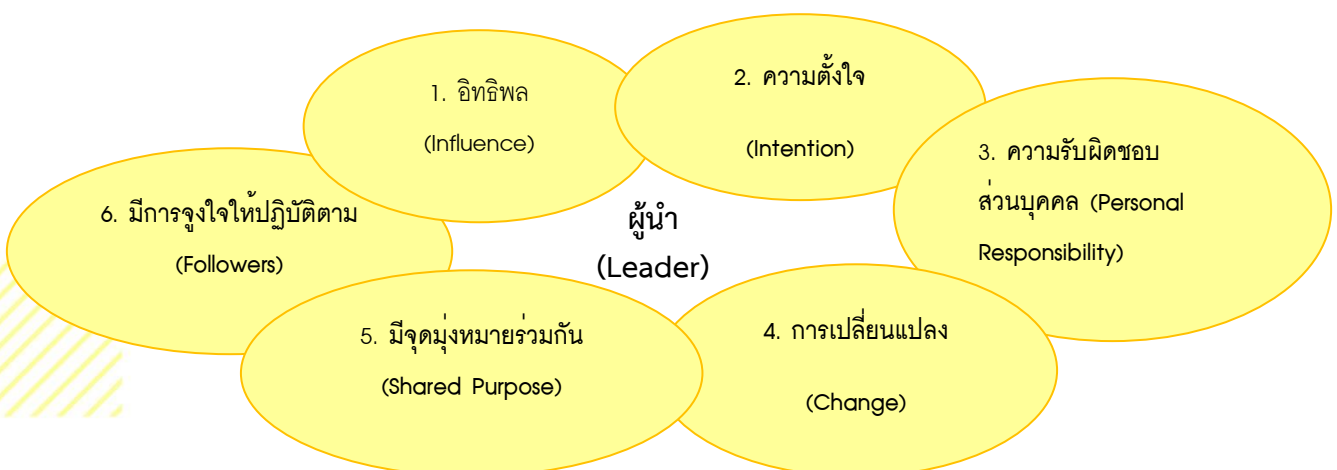 1. อิทธิพล
(Influence)
2. ความตั้งใจ
(Intention)
3. ความรับผิดชอบ
ส่วนบุคคล (Personal
Responsibility)
6. มีการจูงใจให้ปฏิบัติตาม
(Followers)
ผู้นำ
(Leader)
5. มีจุดมุ่งหมายร่วมกัน
(Shared Purpose)
4. การเปลี่ยนแปลง
(Change)